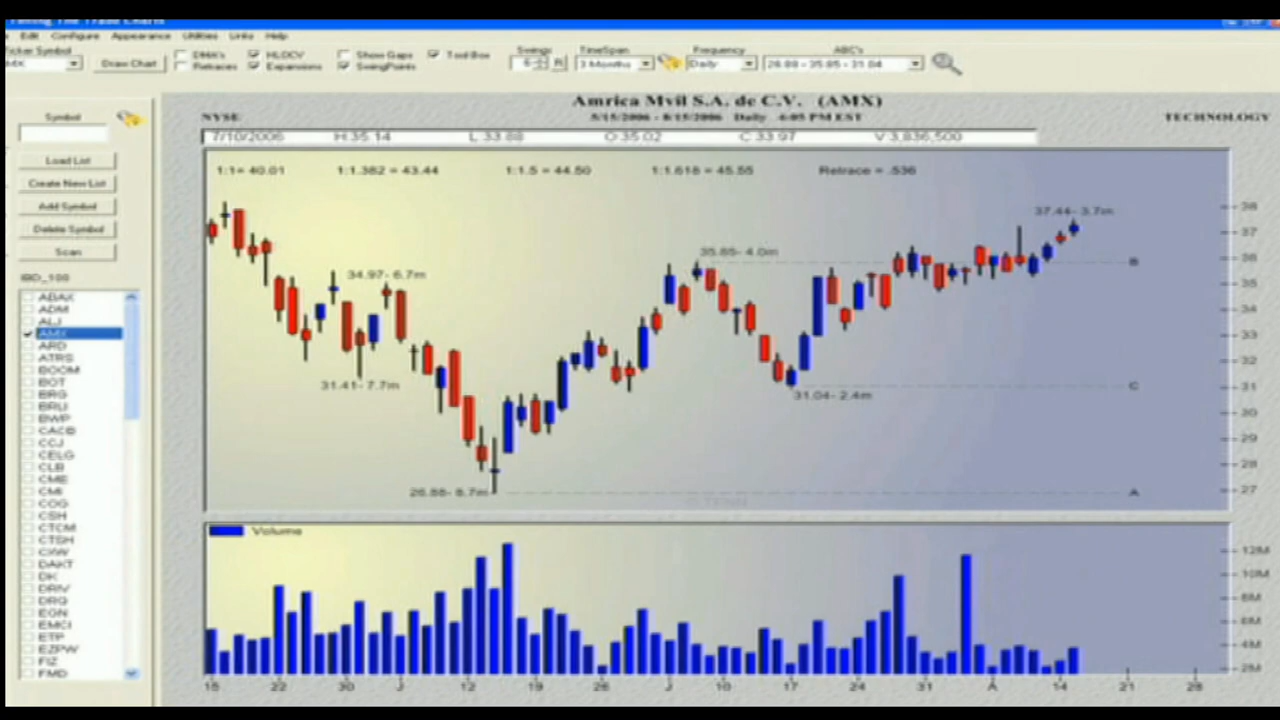 Timing The Trade Charts
Edit Configure Appearance Utilities Links Help
Ticker Symbol
AMX
Draw Chart
DMA's
Retraces
HLOCV
Expansions
Show Gaps
SwingPoints
Tool Box
Swings
6
TimeSpan
3 Months
Frequency
Daily
ABC's
26.88 - 35.85 - 31.04
Symbol
Load List
Create New List
Add Symbol
Delete Symbol
Scan
IBD_100
ABAX
ADM
ALJ
AMX
ARD
ATRS
BOOM
BOT
BRG
BRLI
BWP
CACB
CCJ
CELG
CLB
CME
CMI
COG
CSH
CTCM
CTSH
CXW
DAKT
DK
DRIV
DRQ
EGN
EMCI
ETP
EZPW
FIZ
FMD
Amrica Mvil S.A. de C.V. (AMX)
NYSE
5/15/2006 - 8/15/2006 Daily 4:05 PM EST
TECHNOLOGY
7/10/2006 H:35.14 L:33.88 O:35.02 C:33.97 V:3,836,500
1:1= 40.01 1:1.382 = 43.44 1:1.5 = 44.50 1:1.618 = 45.55 Retrace = .536
37.44- 3.7m
35.85- 4.0m
B
34.97- 6.7m
31.41- 7.7m
C
31.04- 2.4m
26.88- 8.7m
A
38
37
36
35
34
33
32
31
30
29
28
27
Volume
12M
10M
8M
6M
4M
2M
15 22 30 J 12 19 26 J 10 17 24 31 A 14 21 28